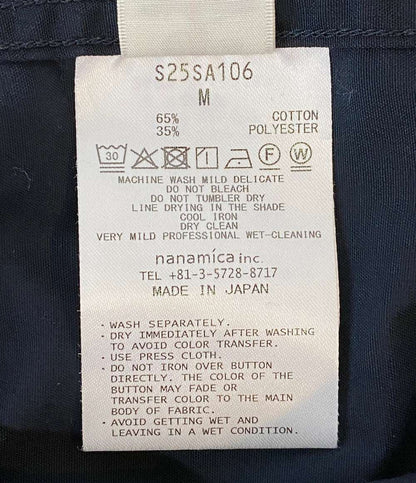 S25SA106
M
65% COTTON
35% POLYESTER
30 F W
MACHINE WASH MILD DELICATE
DO NOT BLEACH
DO NOT TUMBLER DRY
LINE DRYING IN THE SHADE
COOL IRON
DRY CLEAN
VERY MILD PROFESSIONAL WET-CLEANING
nanamica inc.
TEL +81-3-5728-8717
MADE IN JAPAN
・WASH SEPARATELY.
・DRY IMMEDIATELY AFTER WASHING
TO AVOID COLOR TRANSFER.
・USE PRESS CLOTH.
・DO NOT IRON OVER BUTTON
DIRECTLY. THE COLOR OF THE
BUTTON MAY FADE OR
TRANSFER COLOR TO THE MAIN
BODY OF FABRIC.
・AVOID GETTING WET AND
LEAVING IN A WET CONDITION.